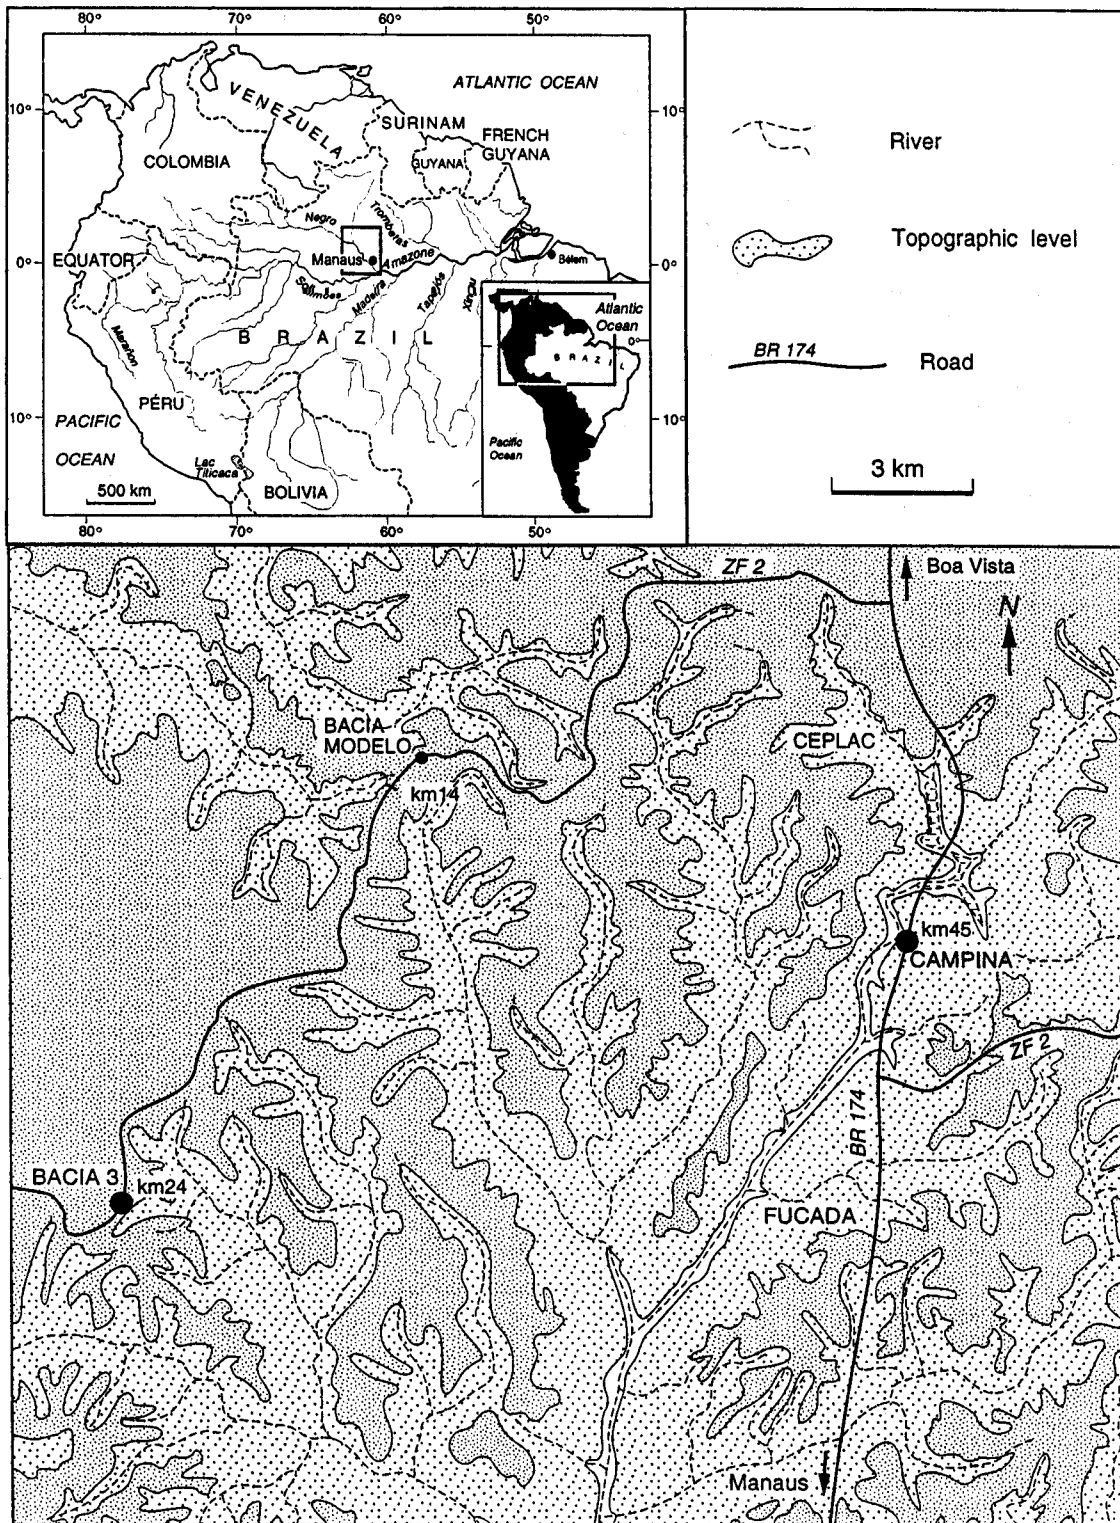 80° 70° 60° 50°
ATLANTIC OCEAN
VENEZUELA
10° 10°
SURINAM
FRENCH
GUYANA
COLOMBIA
GUYANA
Negro
Trombetas
Manaus
Amazone
Bélem
EQUATOR
0° 0°
Solimões
Madeira
Tapajós
Xingu
BRAZIL
Marañon
PÉRU
PACIFIC
OCEAN
10° 10°
Lac
Titicaca
500 km
BOLIVIA
80° 70° 60° 50°
Atlantic
Ocean
0°
BRAZIL
Pacific
Ocean
River
Topographic level
BR 174
Road
3 km
ZF 2
Boa Vista
N
BACIA
MODELO
CEPLAC
km14
km45
CAMPINA
ZF 2
BR 174
BACIA 3
km24
FUCADA
Manaus